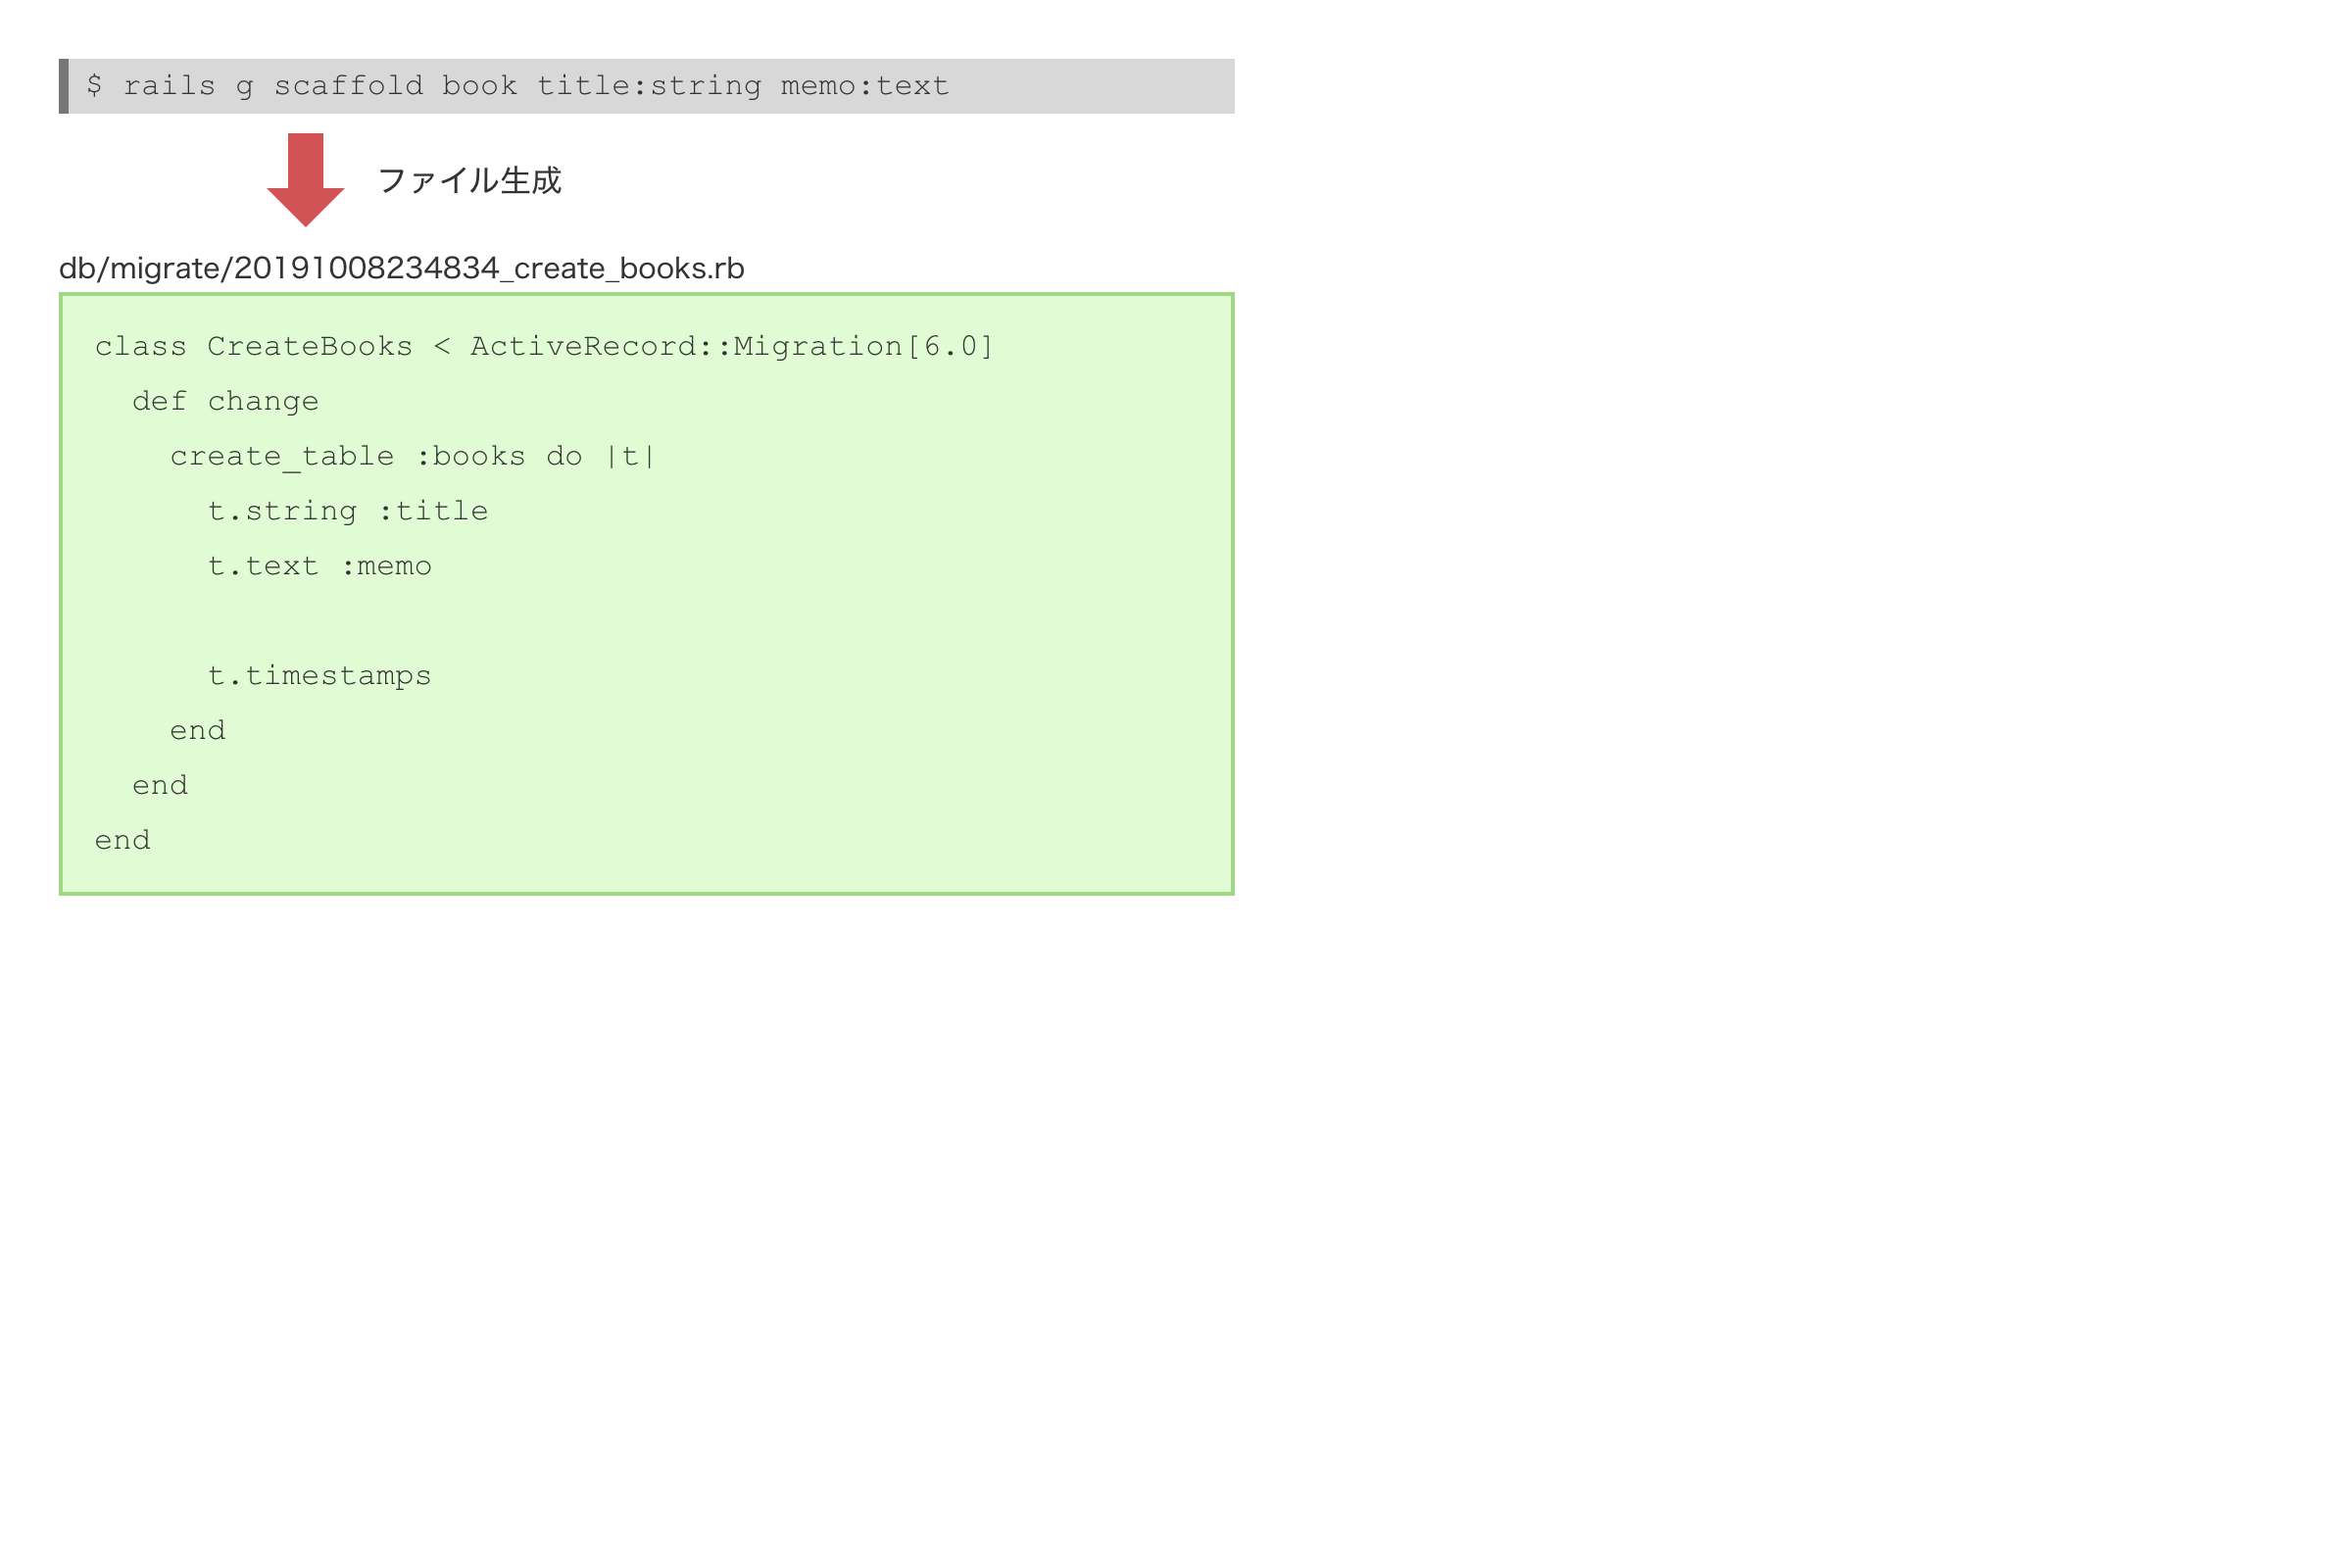 $ rails g scaffold book title:string memo:text
ファイル生成
db/migrate/20191008234834_create_books.rb
class CreateBooks < ActiveRecord::Migration[6.0]
  def change
    create_table :books do |t|
      t.string :title
      t.text :memo

      t.timestamps
    end
  end
end